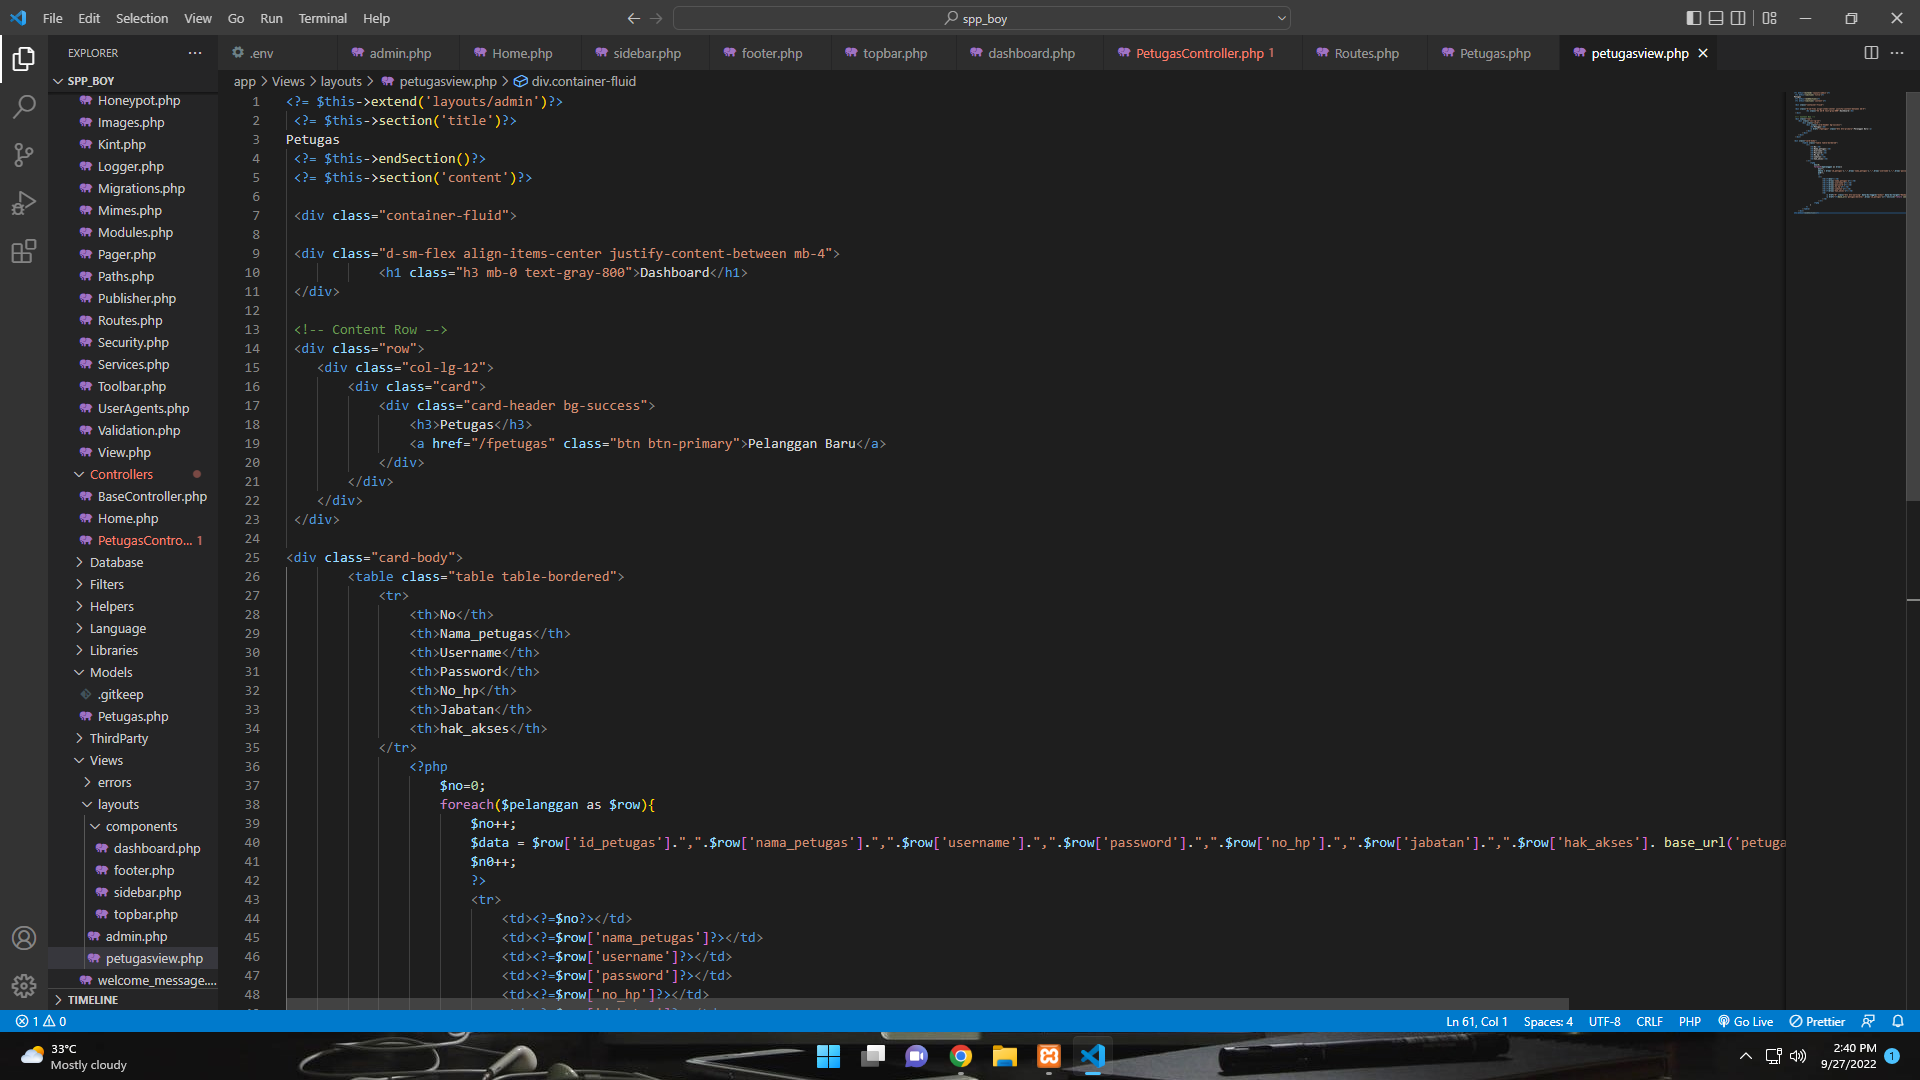 File Edit Selection View Go Run Terminal Help
spp_boy
EXPLORER
.env
admin.php
Home.php
sidebar.php
footer.php
topbar.php
dashboard.php
PetugasController.php 1
Routes.php
Petugas.php
petugasview.php
SPP_BOY
Honeypot.php
Images.php
Kint.php
Logger.php
Migrations.php
Mimes.php
Modules.php
Pager.php
Paths.php
Publisher.php
Routes.php
Security.php
Services.php
Toolbar.php
UserAgents.php
Validation.php
View.php
Controllers
BaseController.php
Home.php
PetugasContro... 1
Database
Filters
Helpers
Language
Libraries
Models
.gitkeep
Petugas.php
ThirdParty
Views
errors
layouts
components
dashboard.php
footer.php
sidebar.php
topbar.php
admin.php
petugasview.php
welcome_message....
TIMELINE
app > Views > layouts > petugasview.php > div.container-fluid
1 <?= $this->extend('layouts/admin')?>
2 <?= $this->section('title')?>
3 Petugas
4 <?= $this->endSection()?>
5 <?= $this->section('content')?>
6
7 <div class="container-fluid">
8
9 <div class="d-sm-flex align-items-center justify-content-between mb-4">
10 <h1 class="h3 mb-0 text-gray-800">Dashboard</h1>
11 </div>
12
13 <!-- Content Row -->
14 <div class="row">
15 <div class="col-lg-12">
16 <div class="card">
17 <div class="card-header bg-success">
18 <h3>Petugas</h3>
19 <a href="/fpetugas" class="btn btn-primary">Pelanggan Baru</a>
20 </div>
21 </div>
22 </div>
23 </div>
24
25 <div class="card-body">
26 <table class="table table-bordered">
27 <tr>
28 <th>No</th>
29 <th>Nama_petugas</th>
30 <th>Username</th>
31 <th>Password</th>
32 <th>No_hp</th>
33 <th>Jabatan</th>
34 <th>hak_akses</th>
35 </tr>
36 <?php
37 $no=0;
38 foreach($pelanggan as $row){
39 $no++;
40 $data = $row['id_petugas'].",".$row['nama_petugas'].",".$row['username'].",".$row['password'].",".$row['no_hp'].",".$row['jabatan'].",".$row['hak_akses']. base_url('petuga
41 $n0++;
42 ?>
43 <tr>
44 <td><?=$no?></td>
45 <td><?=$row['nama_petugas']?></td>
46 <td><?=$row['username']?></td>
47 <td><?=$row['password']?></td>
48 <td><?=$row['no_hp']?></td>
1 0
Ln 61, Col 1 Spaces: 4 UTF-8 CRLF PHP Go Live Prettier
33°C
Mostly cloudy
2:40 PM
9/27/2022
1